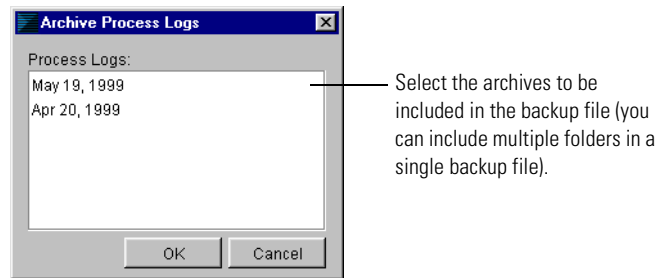 Archive Process Logs
Process Logs:
May 19, 1999
Apr 20, 1999
OK
Cancel
Select the archives to be
included in the backup file (you
can include multiple folders in a
single backup file).